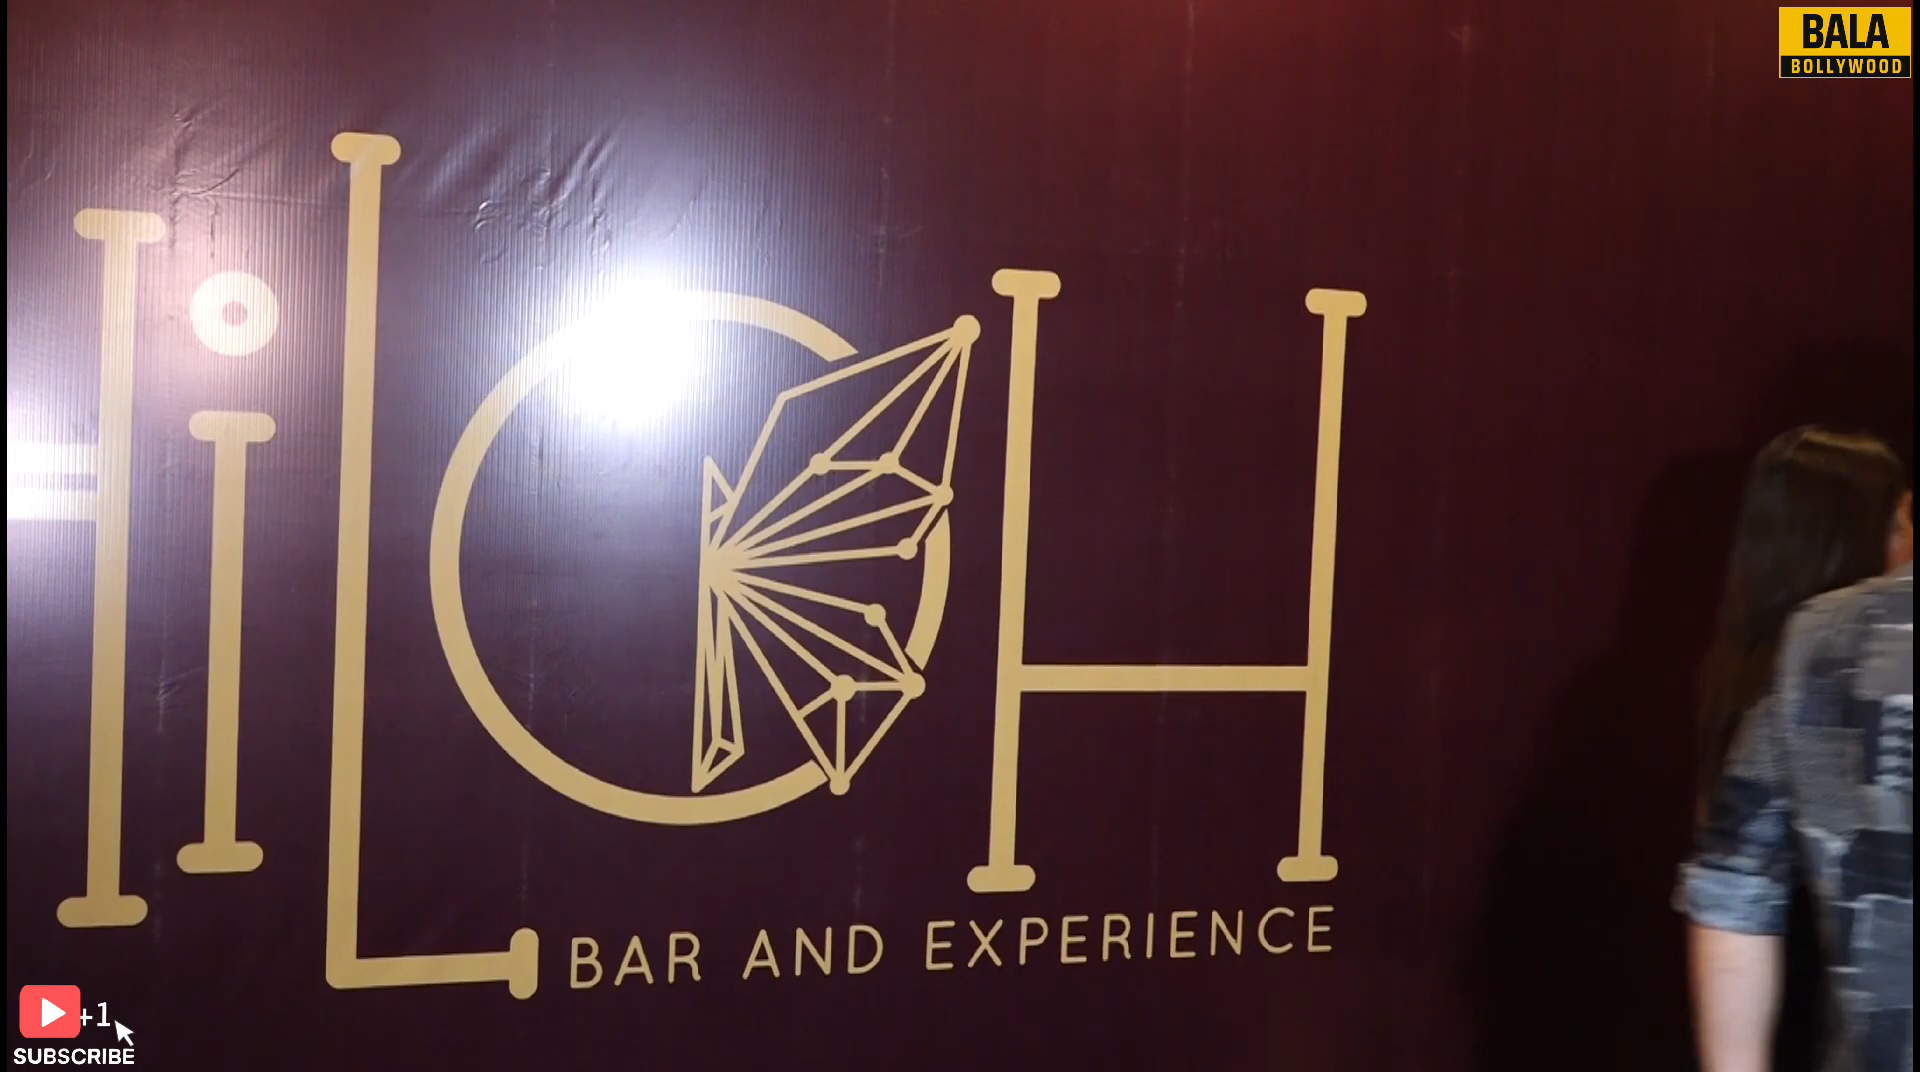 BALA
BOLLYWOOD
HiLOH
BAR AND EXPERIENCE
+1
SUBSCRIBE